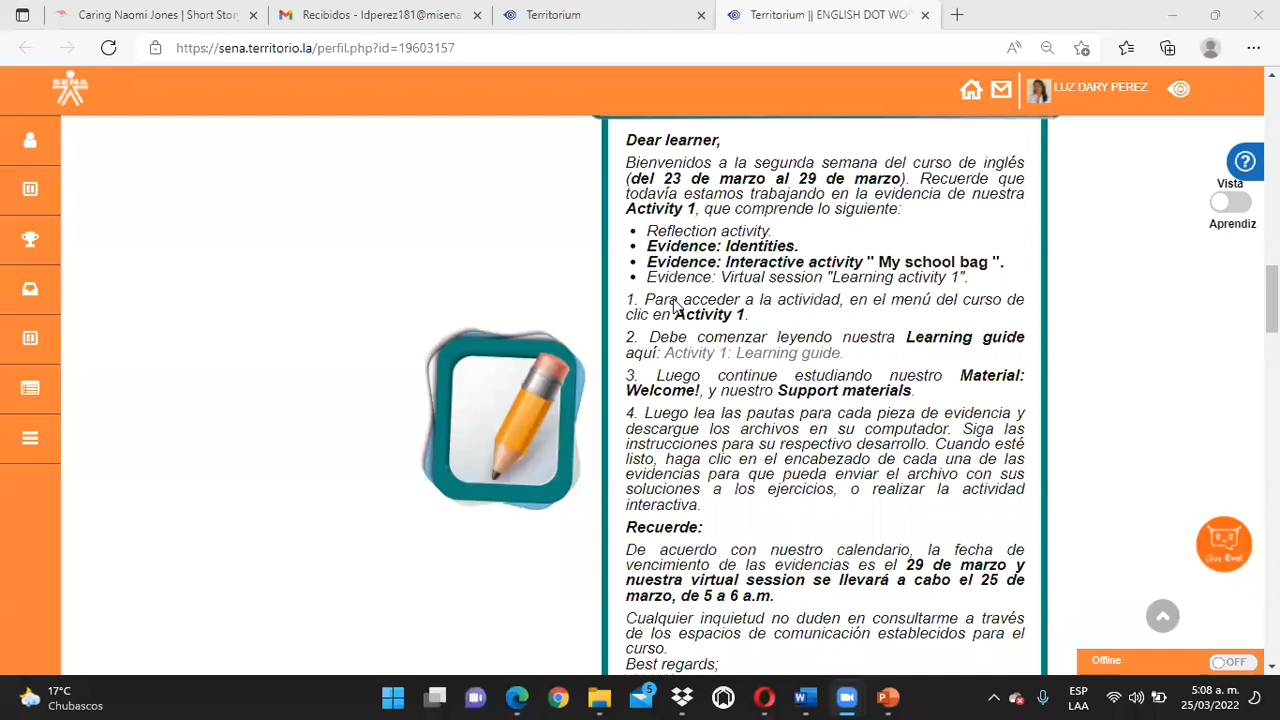 Caring Naomi Jones | Short Story
Recibidos - ldperez181@misena
Territorium
Territorium || ENGLISH DOT WO
https://sena.territorio.la/perfil.php?id=19603157
SENA
LUZ DARY PEREZ
Dear learner,
Bienvenidos a la segunda semana del curso de inglés
(del 23 de marzo al 29 de marzo). Recuerde que
todavía estamos trabajando en la evidencia de nuestra
Activity 1, que comprende lo siguiente:
• Reflection activity.
• Evidence: Identities.
• Evidence: Interactive activity " My school bag ".
• Evidence: Virtual session "Learning activity 1".
1. Para acceder a la actividad, en el menú del curso de
clic en Activity 1.
2. Debe comenzar leyendo nuestra Learning guide
aquí: Activity 1: Learning guide.
3. Luego continue estudiando nuestro Material:
Welcome!, y nuestro Support materials.
4. Luego lea las pautas para cada pieza de evidencia y
descargue los archivos en su computador. Siga las
instrucciones para su respectivo desarrollo. Cuando esté
listo, haga clic en el encabezado de cada una de las
evidencias para que pueda enviar el archivo con sus
soluciones a los ejercicios, o realizar la actividad
interactiva.
Recuerde:
De acuerdo con nuestro calendario, la fecha de
vencimiento de las evidencias es el 29 de marzo y
nuestra virtual session se llevará a cabo el 25 de
marzo, de 5 a 6 a.m.
Cualquier inquietud no duden en consultarme a través
de los espacios de comunicación establecidos para el
curso.
Best regards;
Vista
Aprendiz
¡Soy Eva!
Offline
OFF
17°C
Chubascos
5
ESP
LAA
5:08 a. m.
25/03/2022